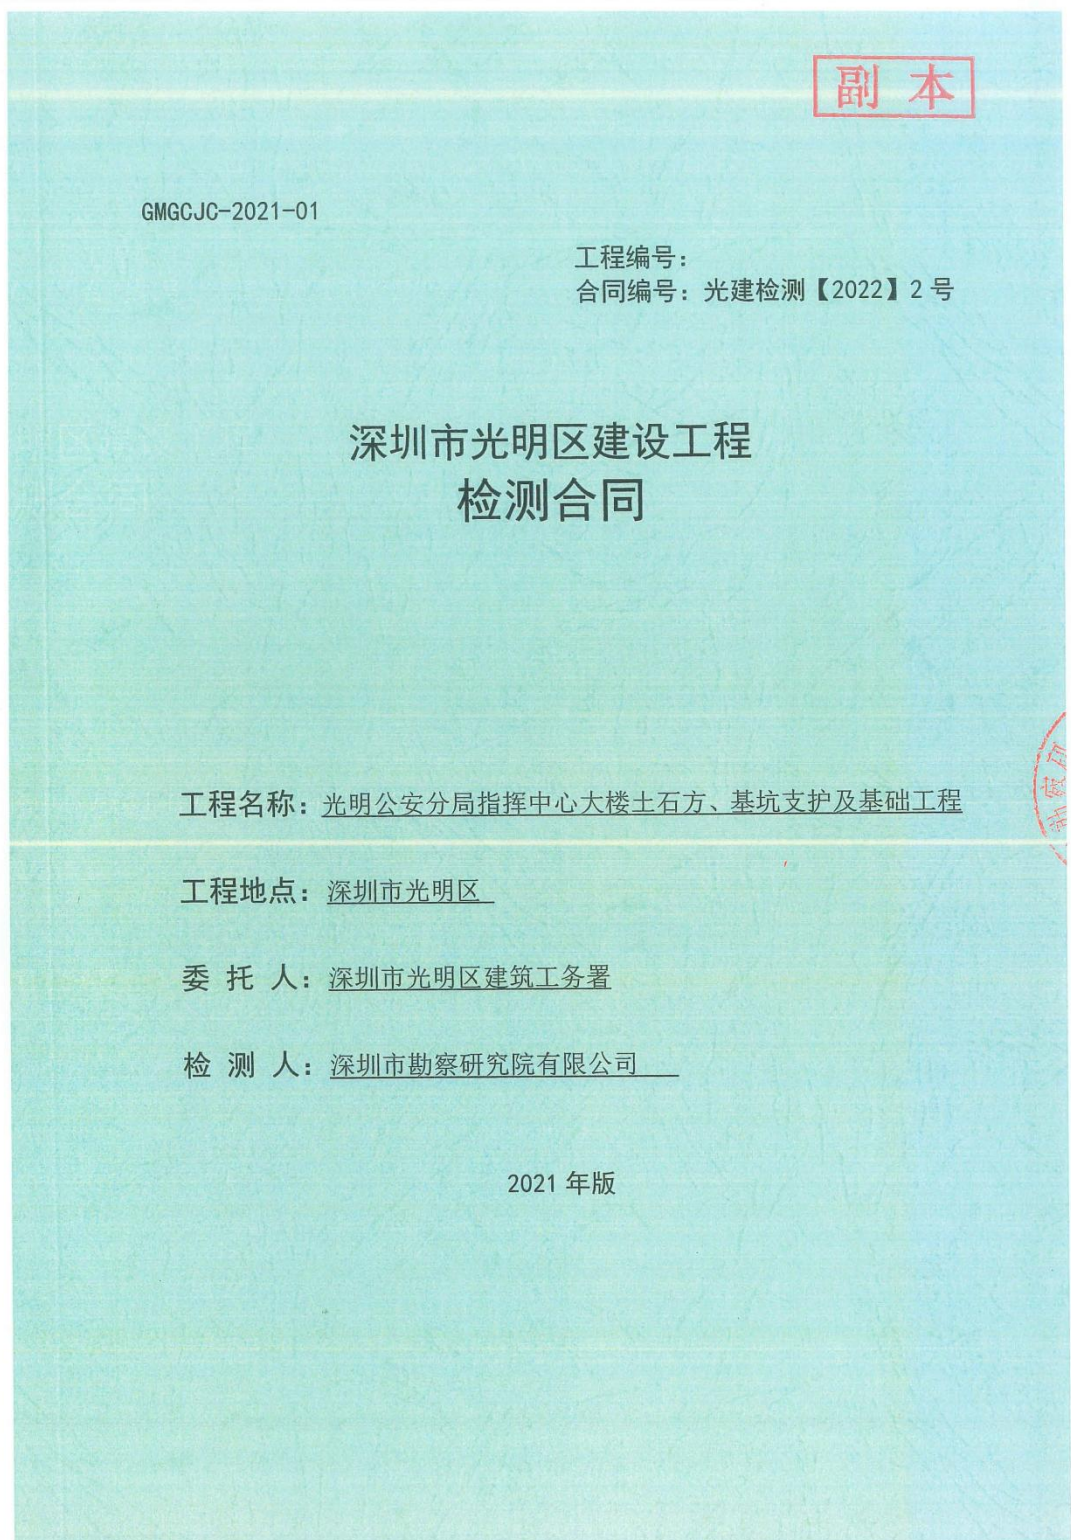 副 本
GMGCJC-2021-01
工程编号：
合同编号：光建检测【2022】2 号
深圳市光明区建设工程
检测合同
工程名称：光明公安分局指挥中心大楼土石方、基坑支护及基础工程
工程地点：深圳市光明区
委 托 人：深圳市光明区建筑工务署
检 测 人：深圳市勘察研究院有限公司
2021 年版
勘察研